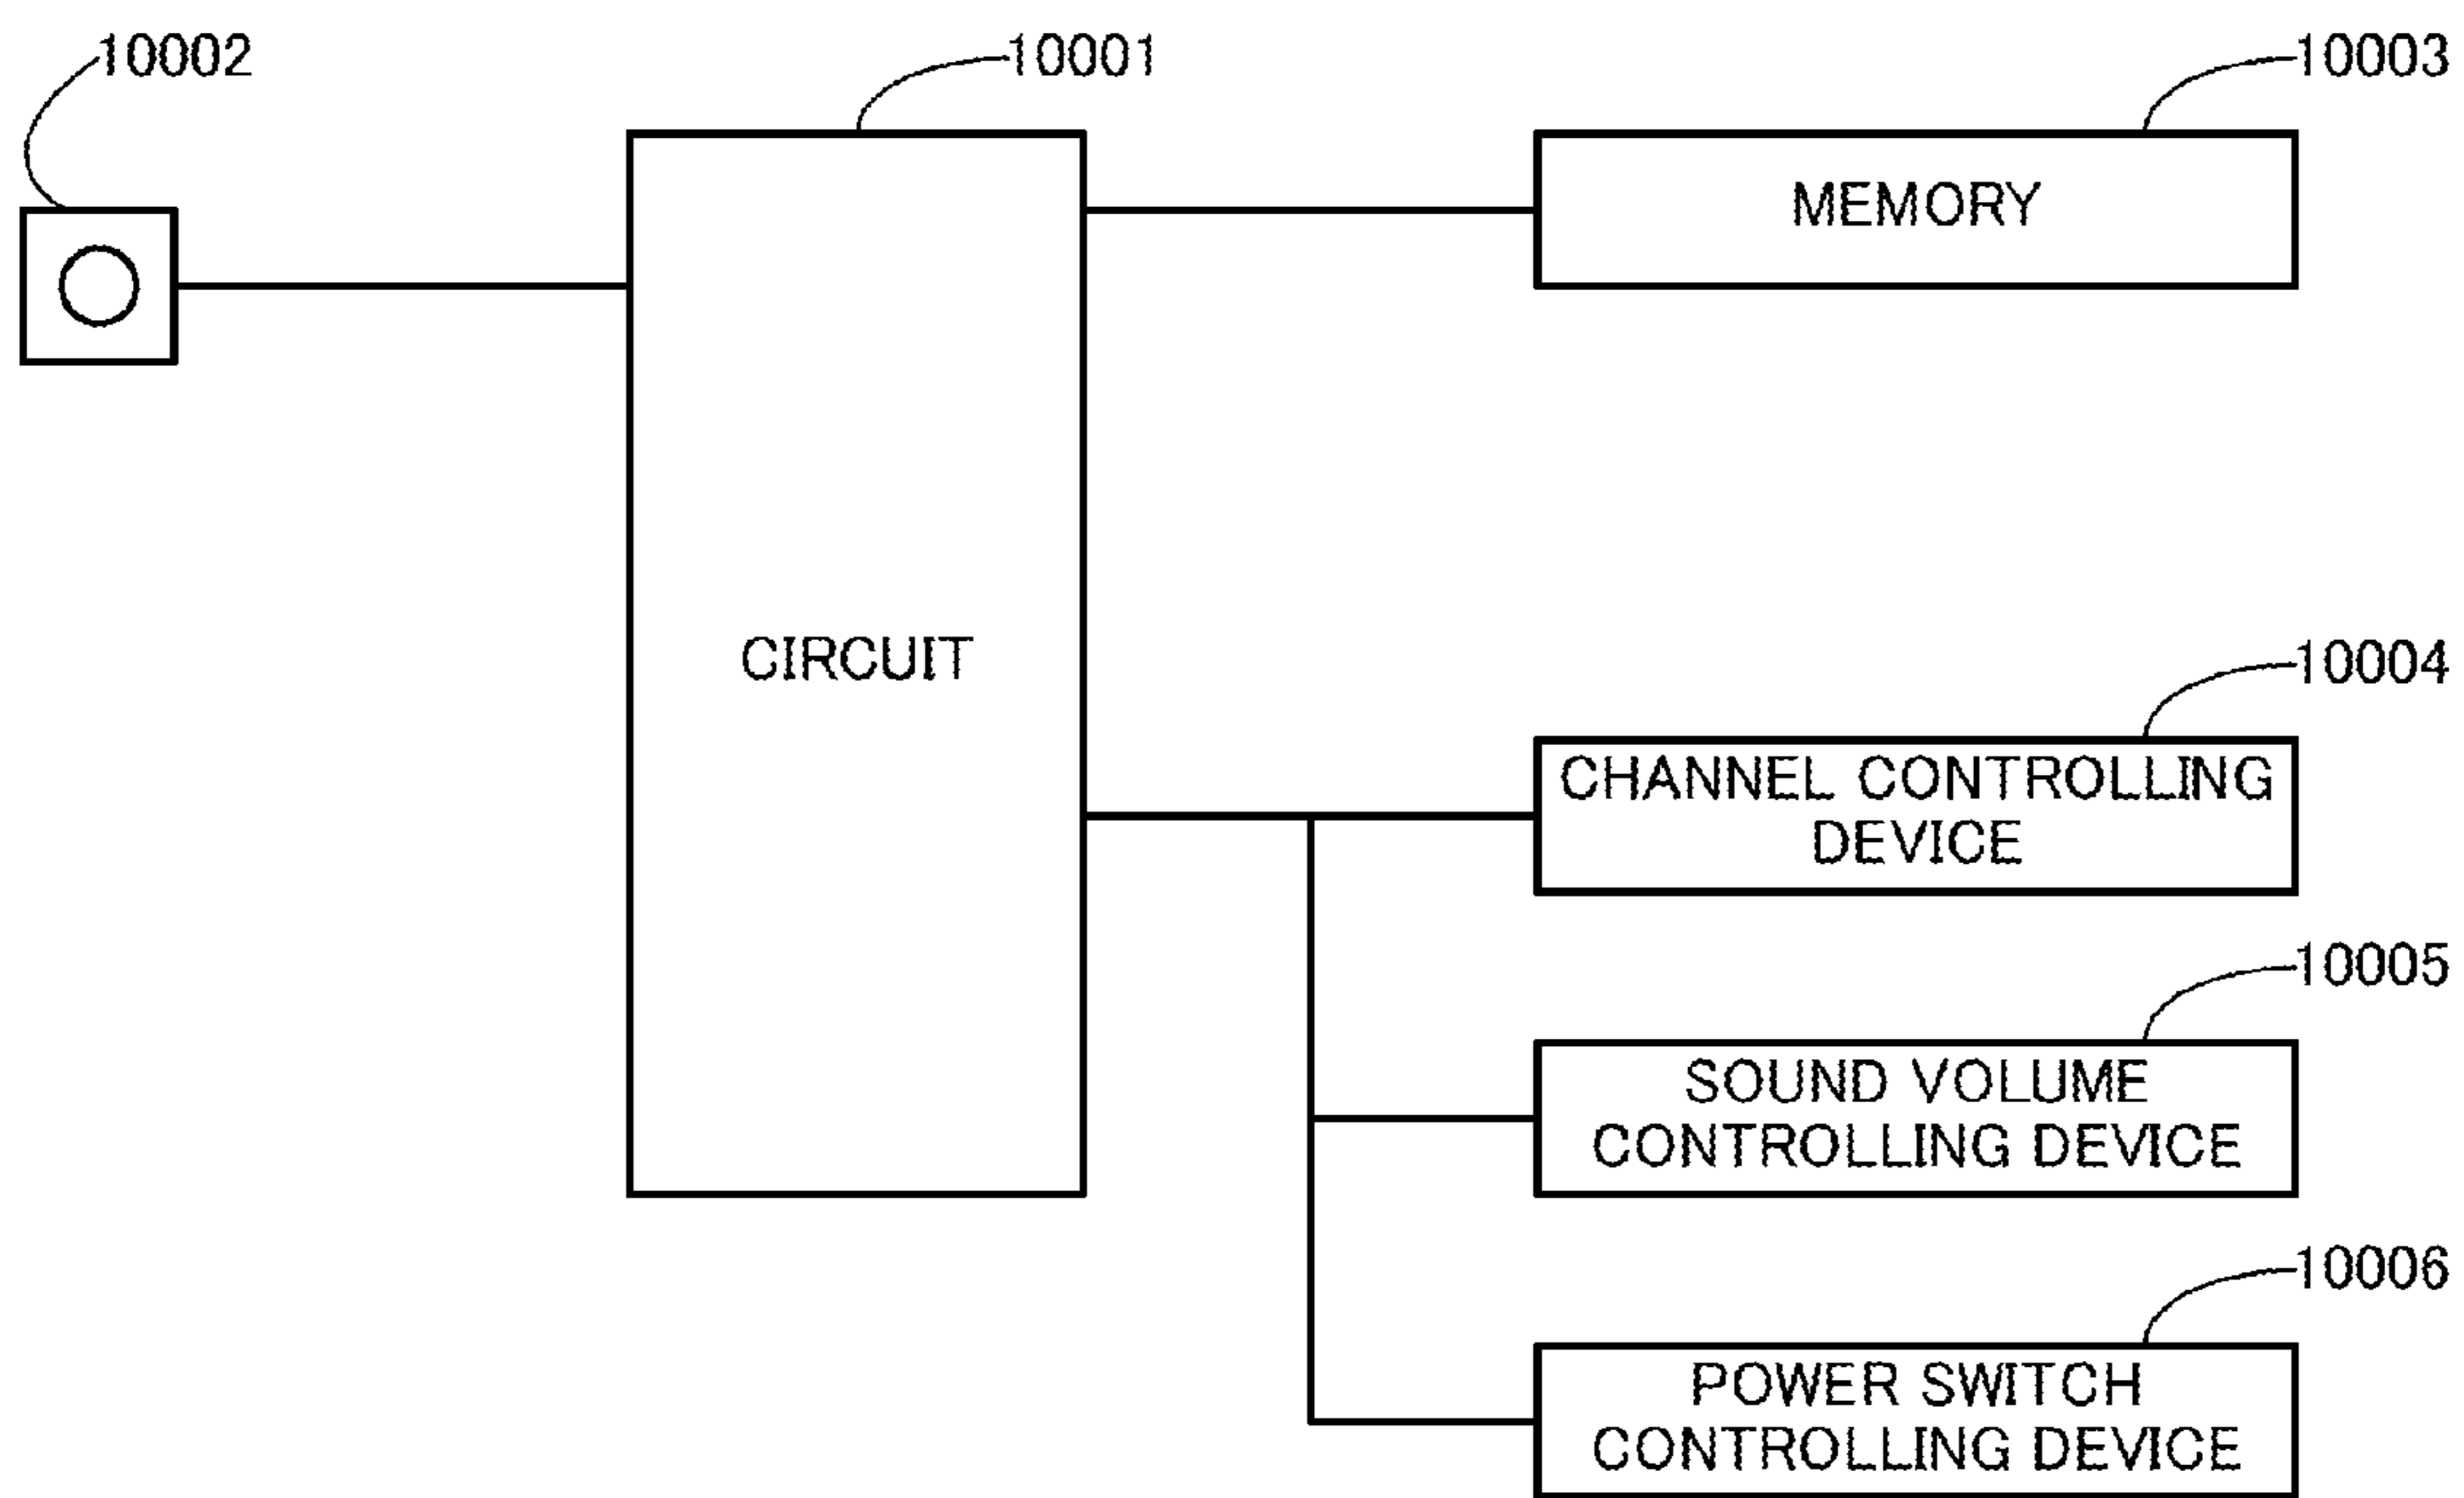 10002
10001
10003
MEMORY
CIRCUIT
10004
CHANNEL CONTROLLING
DEVICE
10005
SOUND VOLUME
CONTROLLING DEVICE
10006
POWER SWITCH
CONTROLLING DEVICE